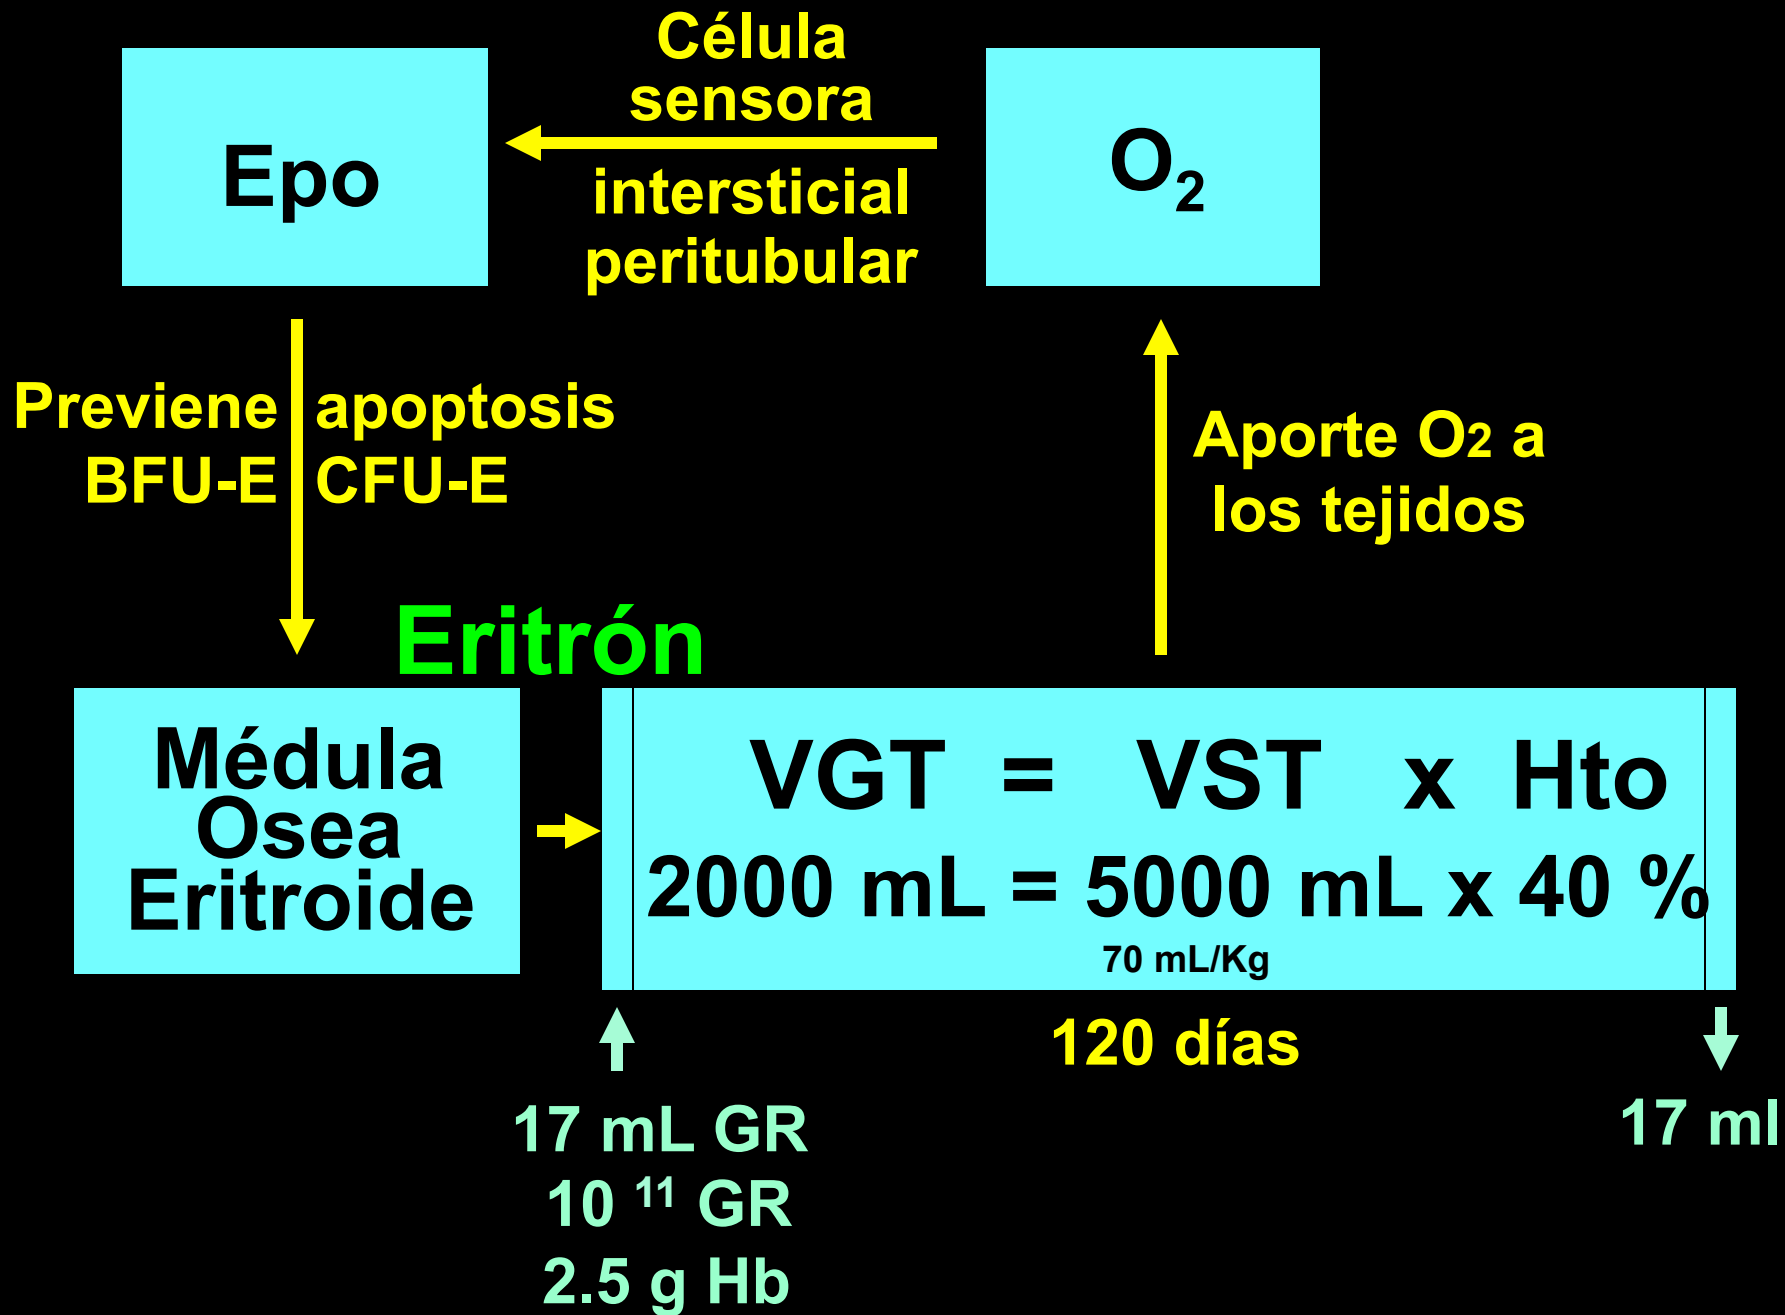 Célula
sensora
Epo
O₂
intersticial
peritubular
Previene apoptosis
BFU-E CFU-E
Aporte O2 a
los tejidos
Eritrón
Médula
Osea
Eritroide
VGT = VST x Hto
2000 mL = 5000 mL x 40 %
70 mL/Kg
120 días
17 mL GR
10 ¹¹ GR
2.5 g Hb
17 ml